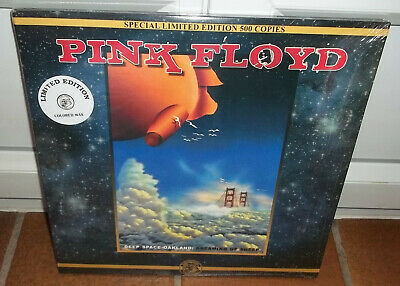 SPECIAL LIMITED EDITION 500 COPIES
PINK FLOYD
LIMITED EDITION
COLORED WAX
DEEP SPACE-OAKLAND: DREAMING OF SHEEP